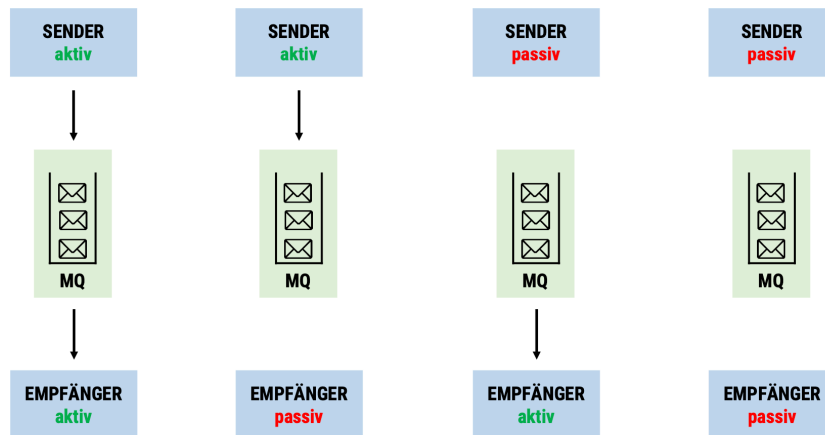 SENDER
aktiv
SENDER
aktiv
SENDER
passiv
SENDER
passiv
MQ
MQ
MQ
MQ
EMPFÄNGER
aktiv
EMPFÄNGER
passiv
EMPFÄNGER
aktiv
EMPFÄNGER
passiv